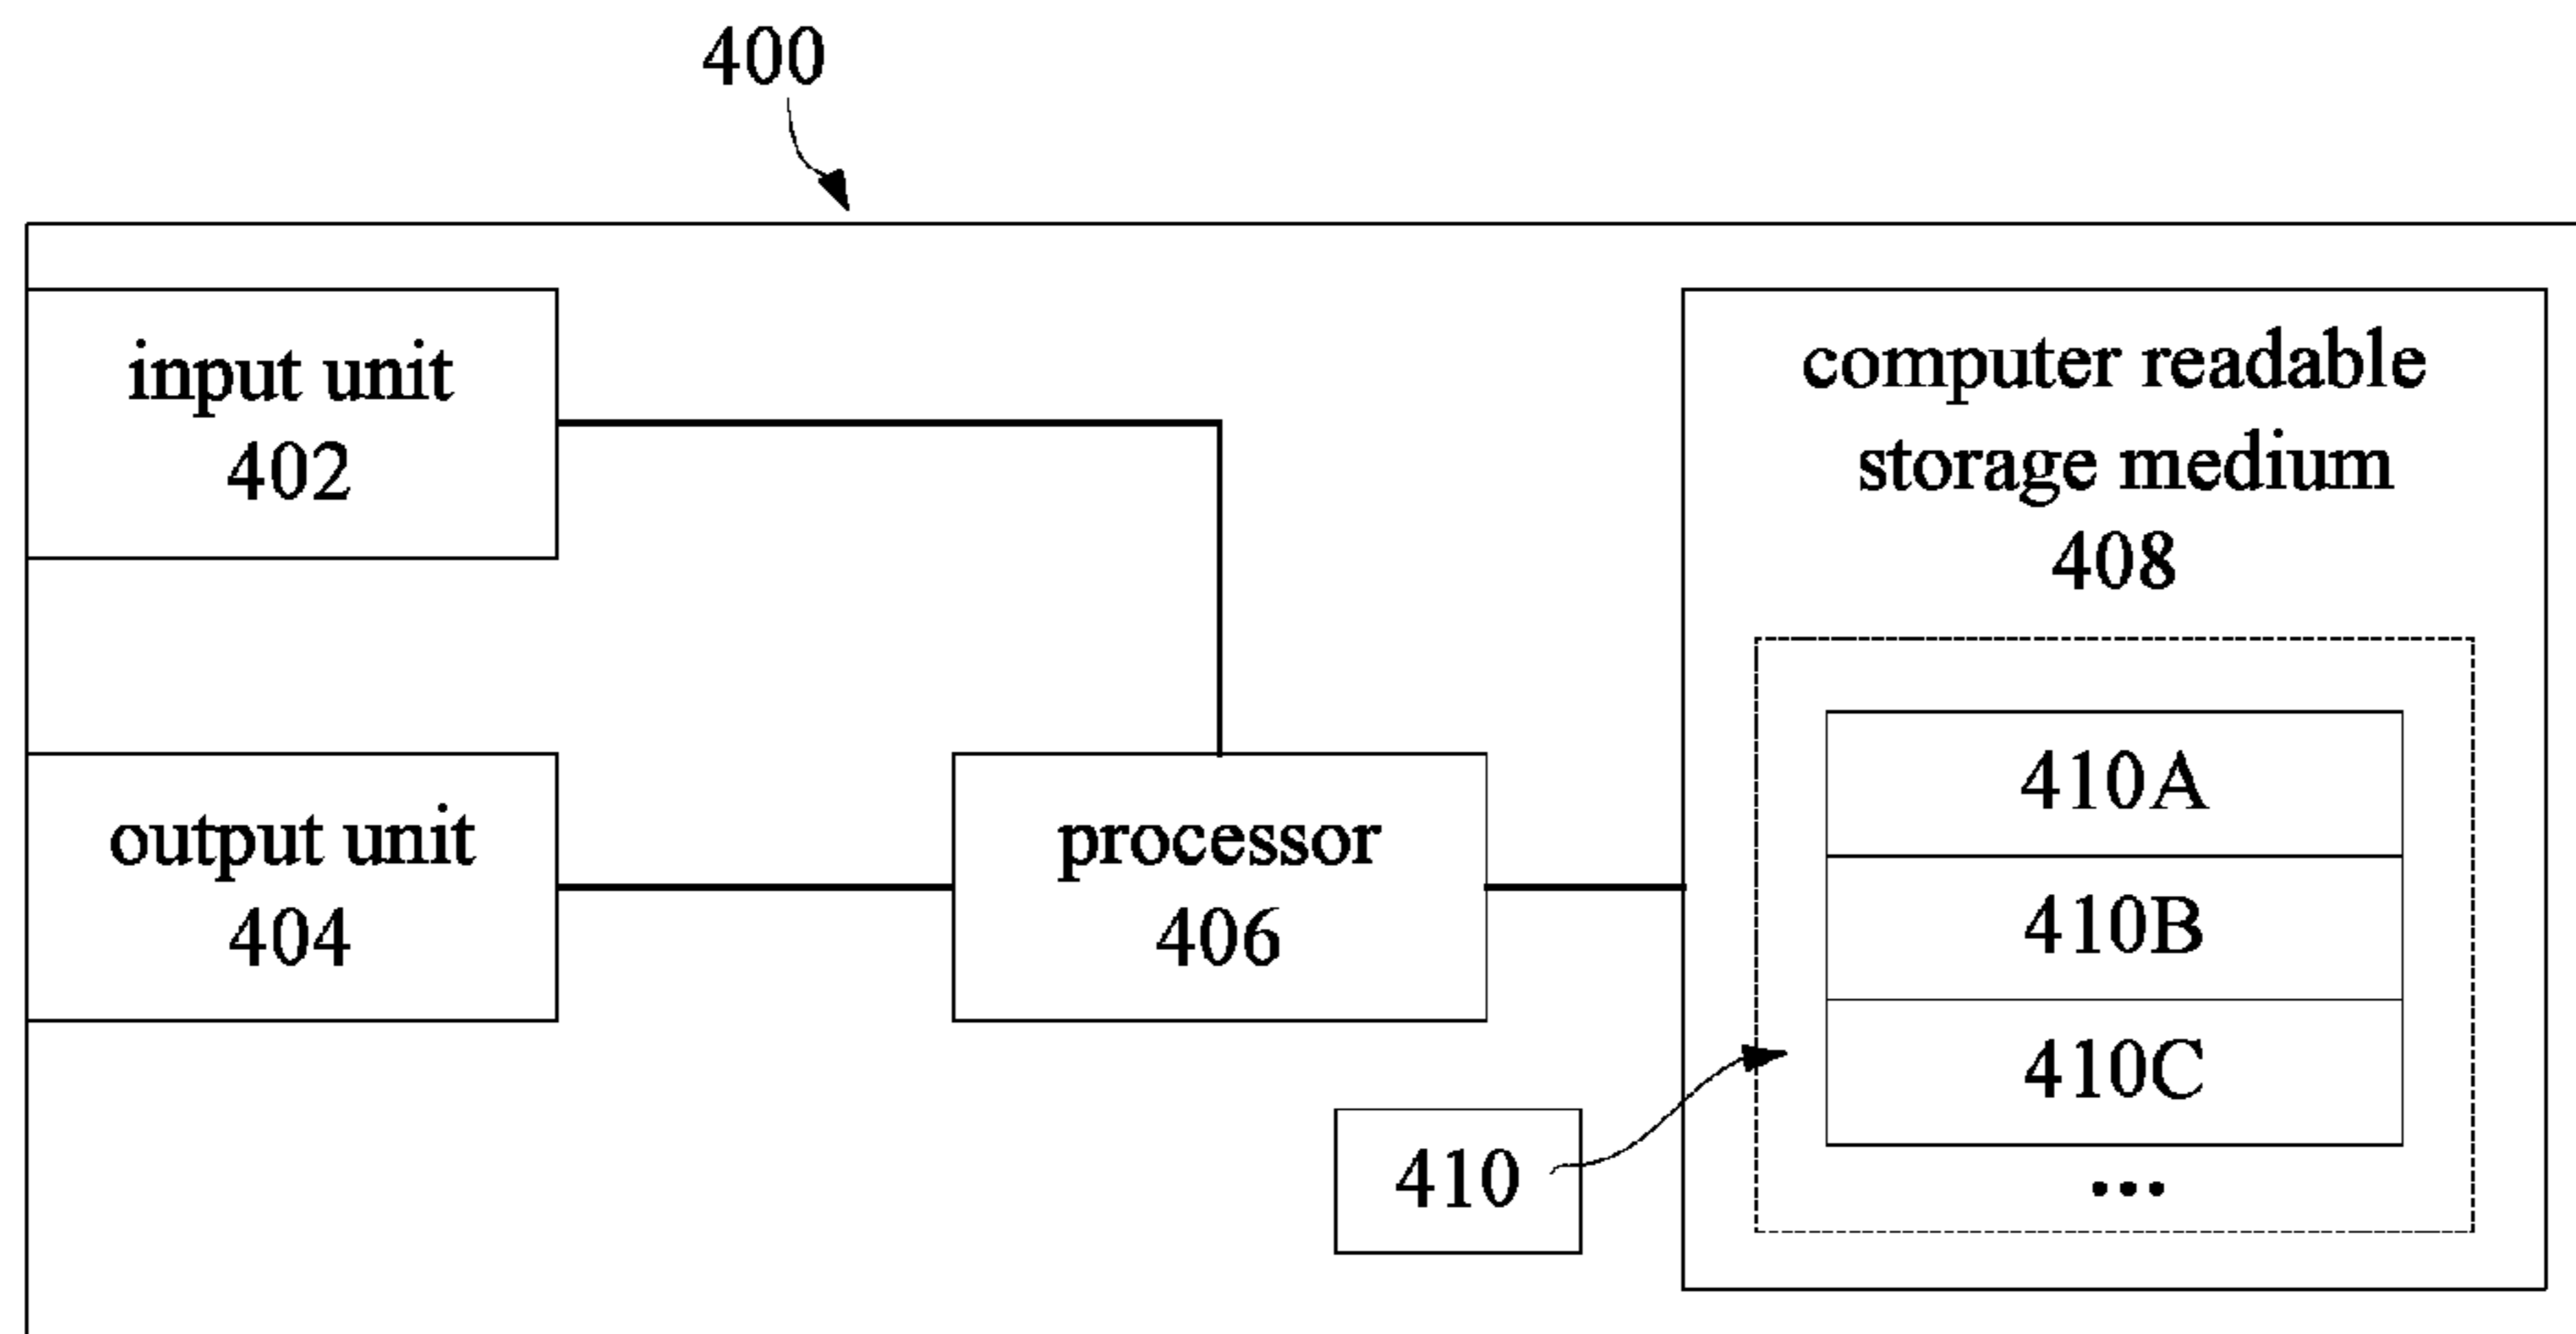 400
input unit
402
output unit
404
processor
406
computer readable
storage medium
408
410A
410B
410C
...
410